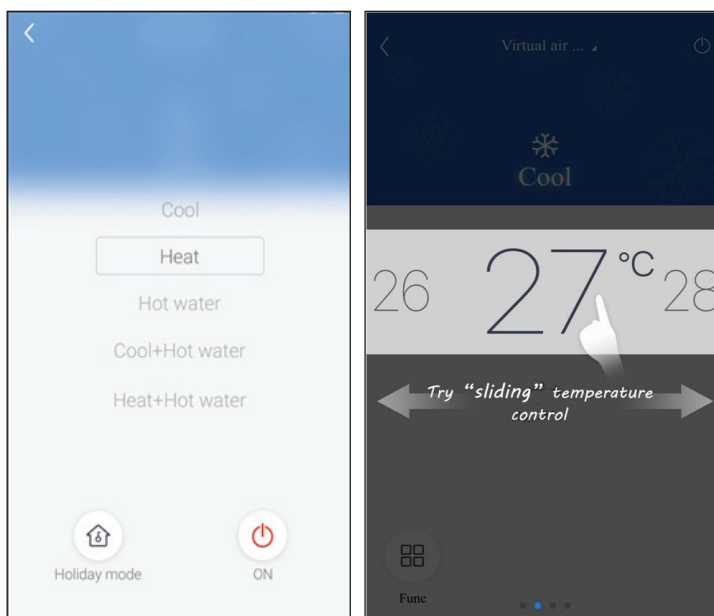 Cool
Heat
Hot water
Cool+Hot water
Heat+Hot water
Holiday mode
ON
Virtual air ...
Cool
26
27°C
28
Try “sliding” temperature
control
Func